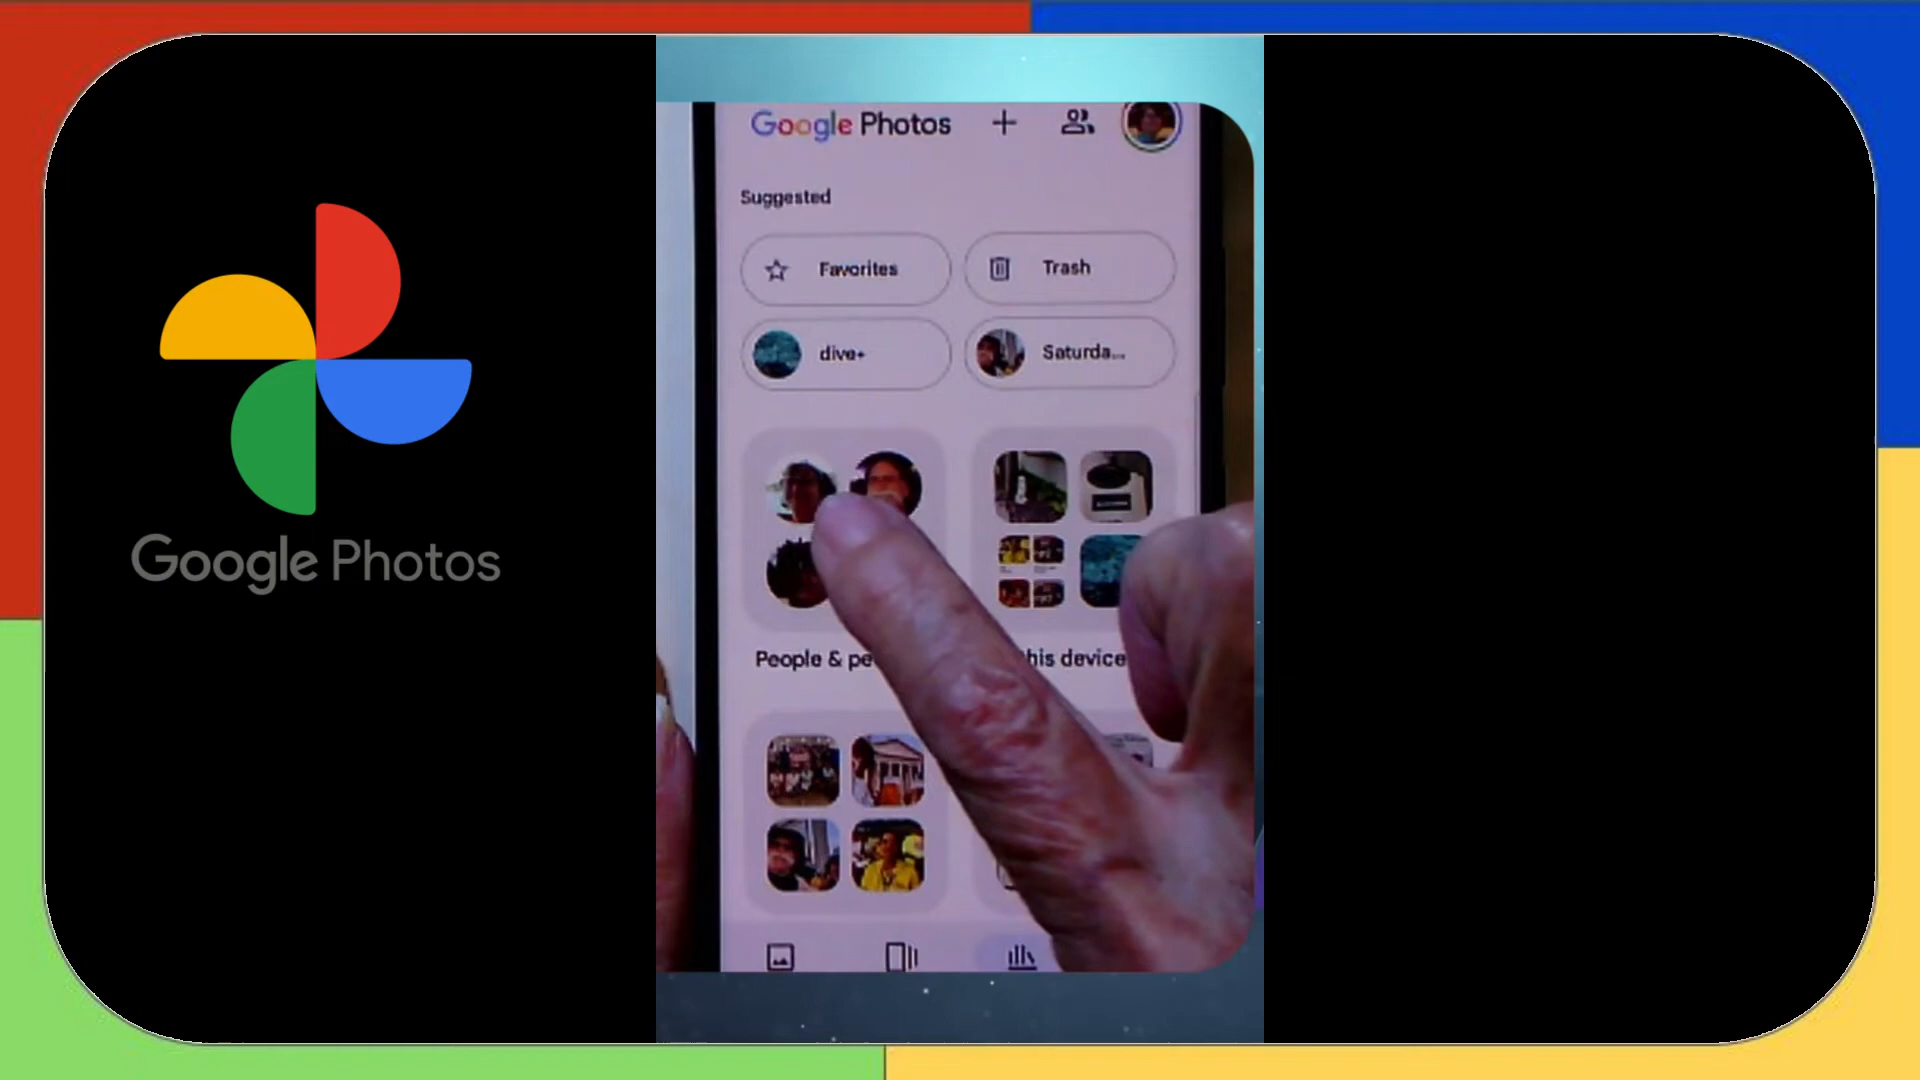 Google Photos
Google Photos
Suggested
Favorites
Trash
dive+
Saturda...
People & pe
his device